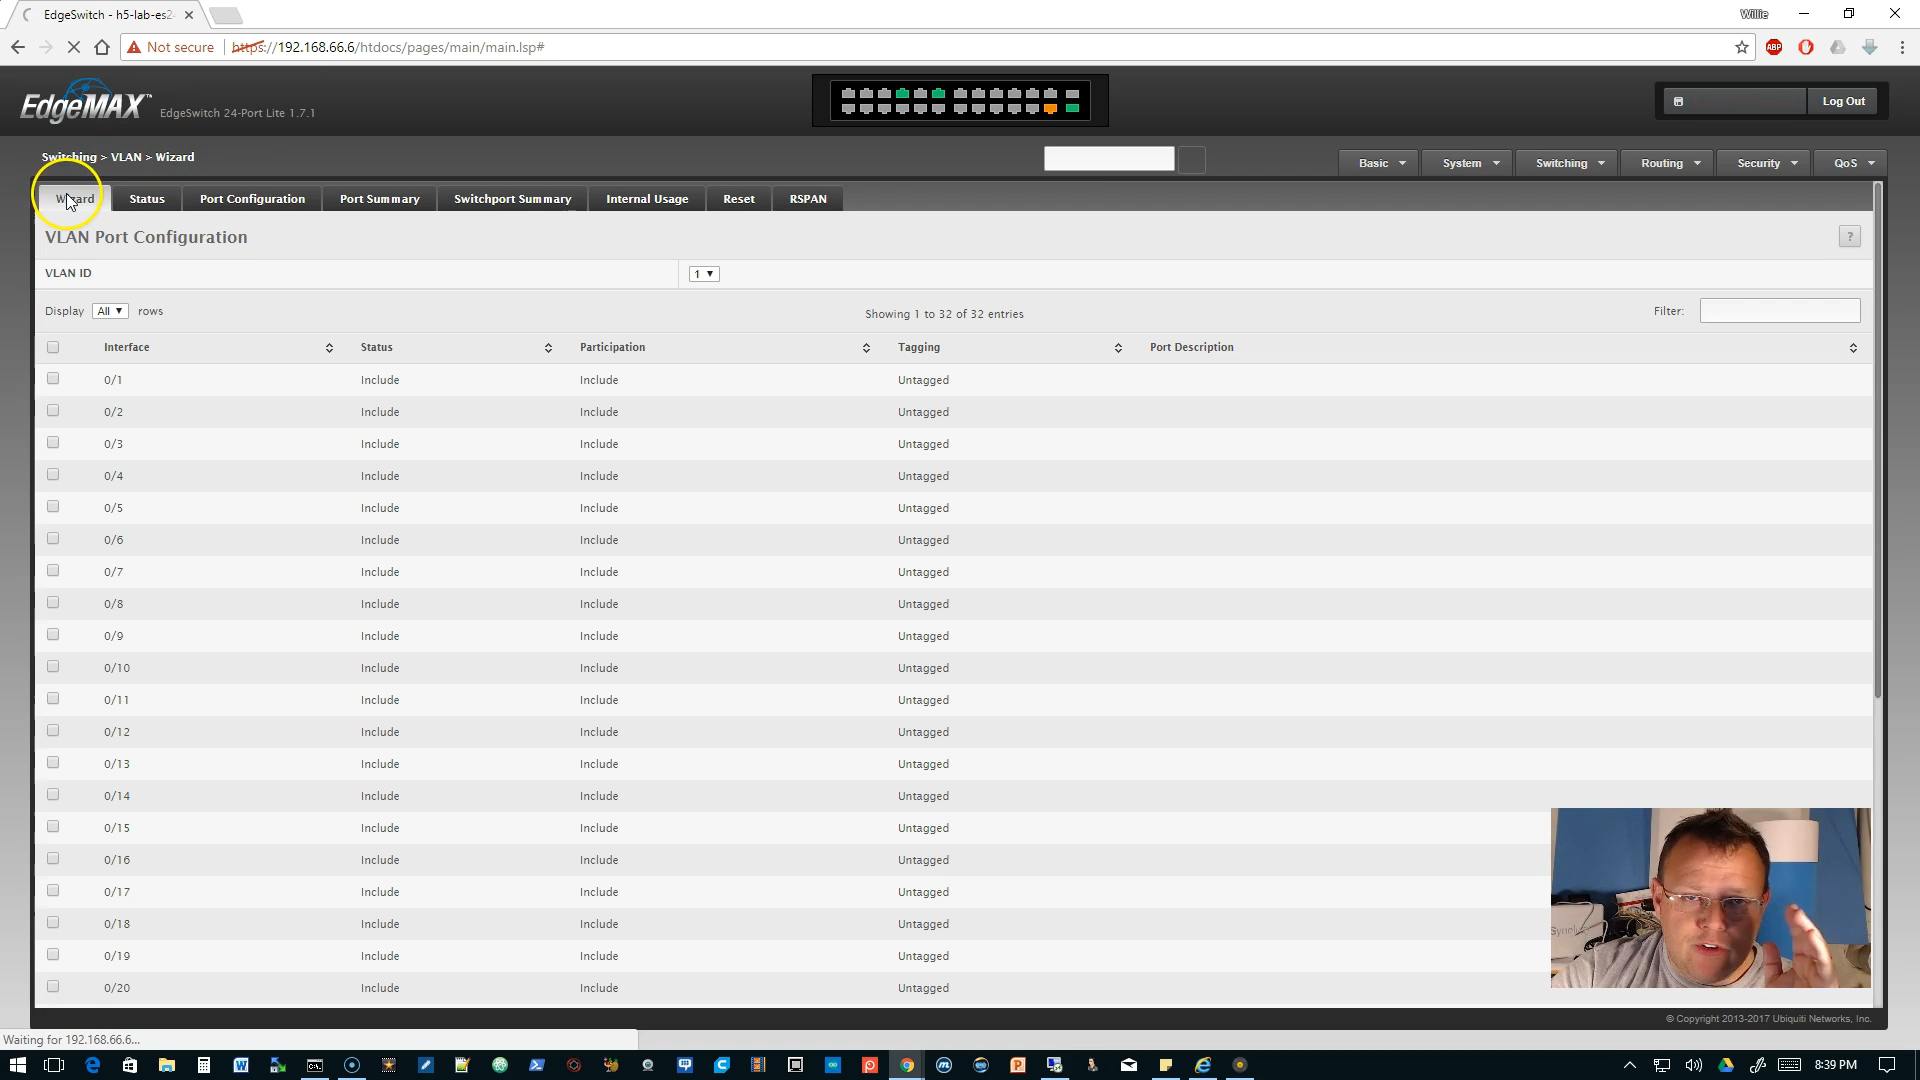 EdgeSwitch - h5-lab-es2
Willie
Not secure https://192.168.66.6/htdocs/pages/main/main.lsp#
ABP
EdgeMAX™ EdgeSwitch 24-Port Lite 1.7.1
Log Out
Switching > VLAN > Wizard
Basic System Switching Routing Security QoS
Wizard Status Port Configuration Port Summary Switchport Summary Internal Usage Reset RSPAN
VLAN Port Configuration
?
VLAN ID 1
Display All rows Showing 1 to 32 of 32 entries Filter:
Interface Status Participation Tagging Port Description
0/1 Include Include Untagged
0/2 Include Include Untagged
0/3 Include Include Untagged
0/4 Include Include Untagged
0/5 Include Include Untagged
0/6 Include Include Untagged
0/7 Include Include Untagged
0/8 Include Include Untagged
0/9 Include Include Untagged
0/10 Include Include Untagged
0/11 Include Include Untagged
0/12 Include Include Untagged
0/13 Include Include Untagged
0/14 Include Include Untagged
0/15 Include Include Untagged
0/16 Include Include Untagged
0/17 Include Include Untagged
0/18 Include Include Untagged
0/19 Include Include Untagged
0/20 Include Include Untagged
© Copyright 2013-2017 Ubiquiti Networks, Inc.
Waiting for 192.168.66.6...
8:39 PM